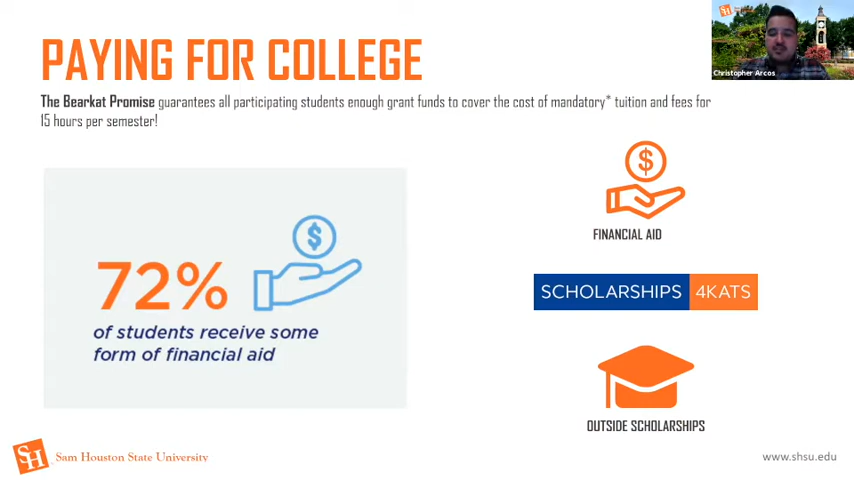 PAYING FOR COLLEGE
The Bearkat Promise guarantees all participating students enough grant funds to cover the cost of mandatory* tuition and fees for
15 hours per semester!
72%
of students receive some
form of financial aid
$
$
FINANCIAL AID
SCHOLARSHIPS 4KATS
OUTSIDE SCHOLARSHIPS
SH Sam Houston State University
www.shsu.edu
SH
Christopher Arcos